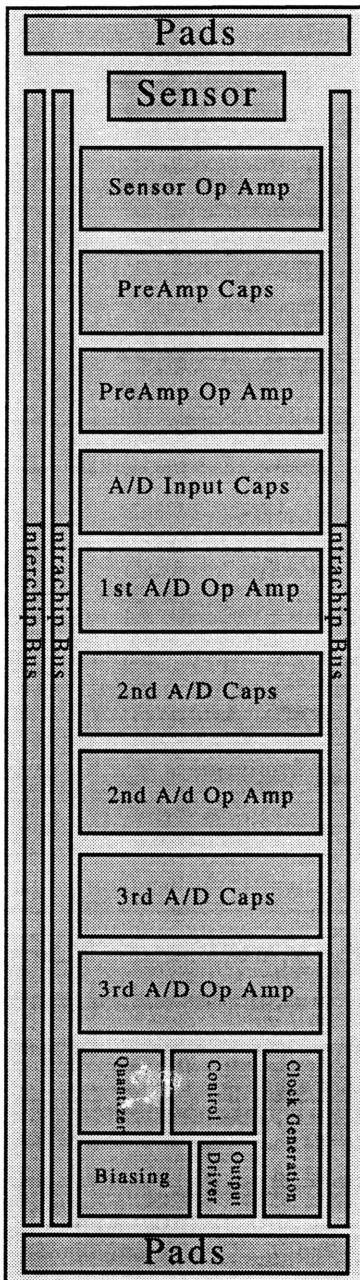 Pads
Sensor
Sensor Op Amp
PreAmp Caps
PreAmp Op Amp
A/D Input Caps
Interchip Bus
Intrachip Bus
Intrachip Bus
1st A/D Op Amp
2nd A/D Caps
2nd A/d Op Amp
3rd A/D Caps
3rd A/D Op Amp
Quantizer
Control
Clock Generation
Biasing
Output
Driver
Pads